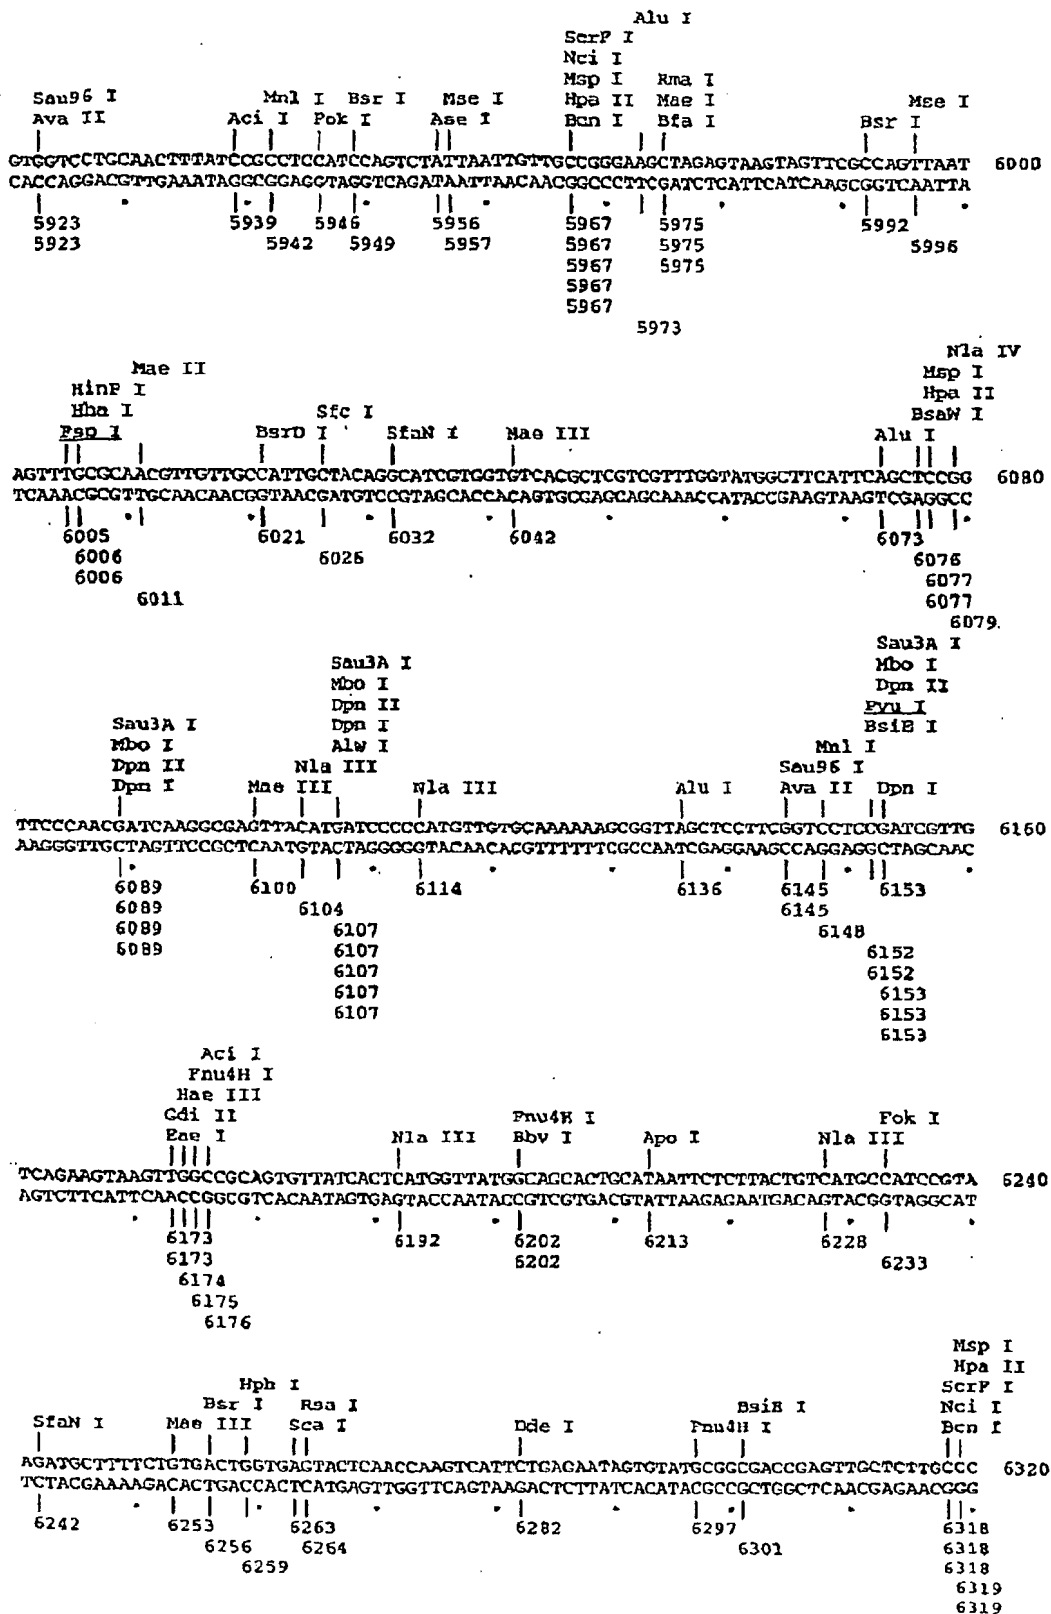 Alu I
ScrF I
Nci I
Msp I Rma I
Sau96 I Mnl I Bsr I Mse I Hpa II Mae I Mse I
Ava II Aci I Fok I Ase I Bcn I Bfa I Bsr I
GTGGTCCTGCAACTTTATCCGCCTCCATCCAGTCTATTAATTGTTGCCGGGAAGCTAGAGTAAGTAGTTCGCCAGTTAAT 6000
CACCAGGACGTTGAAATAGGCGGAGGTAGGTCAGATAATTAACAACGGCCCTTCGATCTCATTCATCAAGCGGTCAATTA
5923 5939 5946 5956 5967 5975 5992
5923 5942 5949 5957 5967 5975 5996
5967 5975
5967
5967
5973
Nla IV
Mae II Msp I
HinP I Hpa II
Hha I Sfc I BsaW I
Fsp I BsrD I SfaN I Mae III Alu I
AGTTTGCGCAACGTTGTTGCCATTGCTACAGGCATCGTGGTGTCACGCTCGTCGTTTGGTATGGCTTCATTCAGCTCCGG 6080
TCAAACGCGTTGCAACAACGGTAACGATGTCCGTAGCACCACAGTGCGAGCAGCAAACCATACCGAAGTAAGTCGAGGCC
6005 6021 6032 6042 6073
6006 6026 6076
6006 6077
6011 6077
6079
Sau3A I
Sau3A I Mbo I
Mbo I Dpn II
Dpn II Pvu I
Sau3A I Dpn I BsiE I
Mbo I Alw I Mnl I
Dpn II Nla III Sau96 I
Dpn I Mae III Nla III Alu I Ava II Dpn I
TTCCCAACGATCAAGGCGAGTTACATGATCCCCCATGTTGTGCAAAAAAGCGGTTAGCTCCTTCGGTCCTCCGATCGTTG 6160
AAGGGTTGCTAGTTCCGCTCAATGTACTAGGGGGTACAACACGTTTTTTCGCCAATCGAGGAAGCCAGGAGGCTAGCAAC
6089 6100 6114 6136 6145 6153
6089 6104 6145
6089 6107 6148
6089 6107 6152
6107 6152
6107 6153
6107 6153
6153
Aci I
Fnu4H I
Hae III
Gdi II Fnu4H I Fok I
Eae I Nla III Bbv I Apo I Nla III
TCAGAAGTAAGTTGGCCGCAGTGTTATCACTCATGGTTATGGCAGCACTGCATAATTCTCTTACTGTCATGCCATCCGTA 6240
AGTCTTCATTCAACCGGCGTCACAATAGTGAGTACCAATACCGTCGTGACGTATTAAGAGAATGACAGTACGGTAGGCAT
6173 6192 6202 6213 6228
6173 6202 6233
6174
6175
6176
Msp I
Hpa II
Hph I ScrF I
Bsr I Rsa I BsiE I Nci I
SfaN I Mae III Sca I Dde I Fnu4H I Bcn I
AGATGCTTTTCTGTGACTGGTGAGTACTCAACCAAGTCATTCTGAGAATAGTGTATGCGGCGACCGAGTTGCTCTTGCCC 6320
TCTACGAAAAGACACTGACCACTCATGAGTTGGTTCAGTAAGACTCTTATCACATACGCCGCTGGCTCAACGAGAACGGG
6242 6253 6263 6282 6297 6318
6256 6264 6301 6318
6259 6318
6319
6319